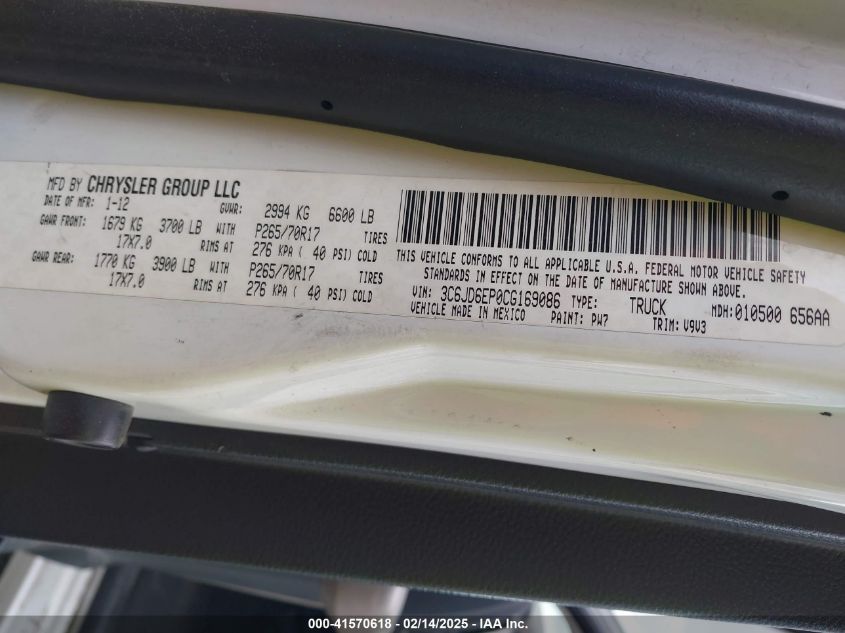 MFD BY CHRYSLER GROUP LLC
DATE OF MFR: 1-12 GVWR: 2994 KG 6600 LB
GAWR FRONT: 1679 KG 3700 LB WITH P265/70R17 TIRES
17X7.0 RIMS AT 276 KPA ( 40 PSI) COLD
GAWR REAR: 1770 KG 3900 LB WITH P265/70R17 TIRES
17X7.0 RIMS AT 276 KPA ( 40 PSI) COLD
THIS VEHICLE CONFORMS TO ALL APPLICABLE U.S.A. FEDERAL MOTOR VEHICLE SAFETY
STANDARDS IN EFFECT ON THE DATE OF MANUFACTURE SHOWN ABOVE.
VIN: 3C6JD6EP0CG169086 TYPE: TRUCK MDH: 010500 656AA
VEHICLE MADE IN MEXICO PAINT: PW7 TRIM: V9V3
000-41570618 - 02/14/2025 - IAA Inc.